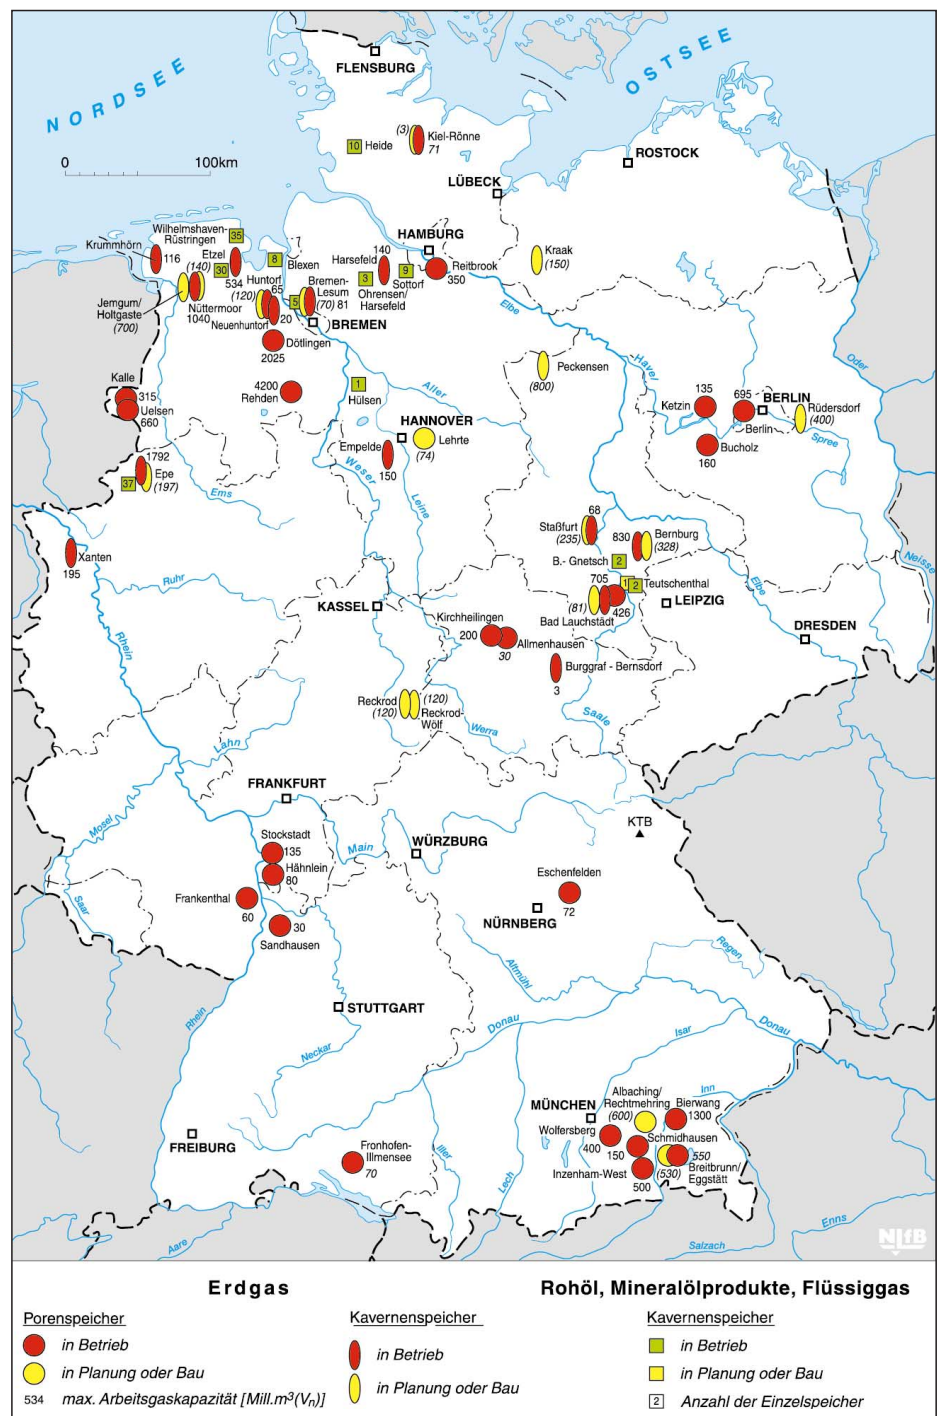 NORDSEE
OSTSEE
FLENSBURG
(3)
Kiel-Rönne
71
10 Heide
0 100km
ROSTOCK
LÜBECK
Wilhelmshaven-
Rüstringen
35
HAMBURG
Krummhörn
116
Etzel
30
534
8
Blexen
Harsefeld
140
9
Sottorf
Reitbrook
350
Kraak
(150)
3
Ohrensen/
Harsefeld
(140)
Jemgum/
Holtgaste
(700)
Nüttermoor
1040
Huntorf
65
(120)
20
Neuenhuntorf
5
Bremen-
Lesum
(70) 81
BREMEN
Elbe
Dötlingen
2025
Peckensen
(800)
Havel
Oder
Kalle
315
Uelsen
660
4200
Rehden
1
Hülsen
Aller
135
Ketzin
695
BERLIN
Berlin
Rüdersdorf
(400)
Spree
Bucholz
160
HANNOVER
Lehrte
(74)
Empelde
150
Weser
Leine
1792
Epe
(197)
37
Ems
68
Staßfurt
(235)
830
Bernburg
(328)
B.- Gnetsch
2
Neisse
Xanten
195
Ruhr
705
1
2
Teutschenthal
(81)
426
Bad Lauchstädt
LEIPZIG
Elbe
DRESDEN
KASSEL
Kirchheilingen
200
Allmenhausen
30
Burggraf - Bernsdorf
3
Rhein
Reckrod
(120)
(120)
Reckrod-
Wölf
Werra
Saale
Lahn
FRANKFURT
Mosel
KTB
Stockstadt
135
Main
WÜRZBURG
Hähnlein
80
Eschenfelden
72
Frankenthal
60
30
Sandhausen
Saar
NÜRNBERG
Regen
Altmühl
STUTTGART
Rhein
Neckar
Donau
Isar
Donau
Inn
MÜNCHEN
Albaching/
Rechtmehring
(600)
Bierwang
1300
Wolfersberg
400
150
Schmidhausen
550
(530)
Breitbrunn/
Eggstätt
Inzenham-West
500
FREIBURG
Fronhofen-
Illmensee
70
Iller
Lech
Aare
Salzach
Enns
NLfB
Erdgas
Rohöl, Mineralölprodukte, Flüssiggas
Porenspeicher
Kavernenspeicher
Kavernenspeicher
in Betrieb
in Betrieb
in Betrieb
in Planung oder Bau
in Planung oder Bau
in Planung oder Bau
534 max. Arbeitsgaskapazität [Mill.m³(Vn)]
2 Anzahl der Einzelspeicher